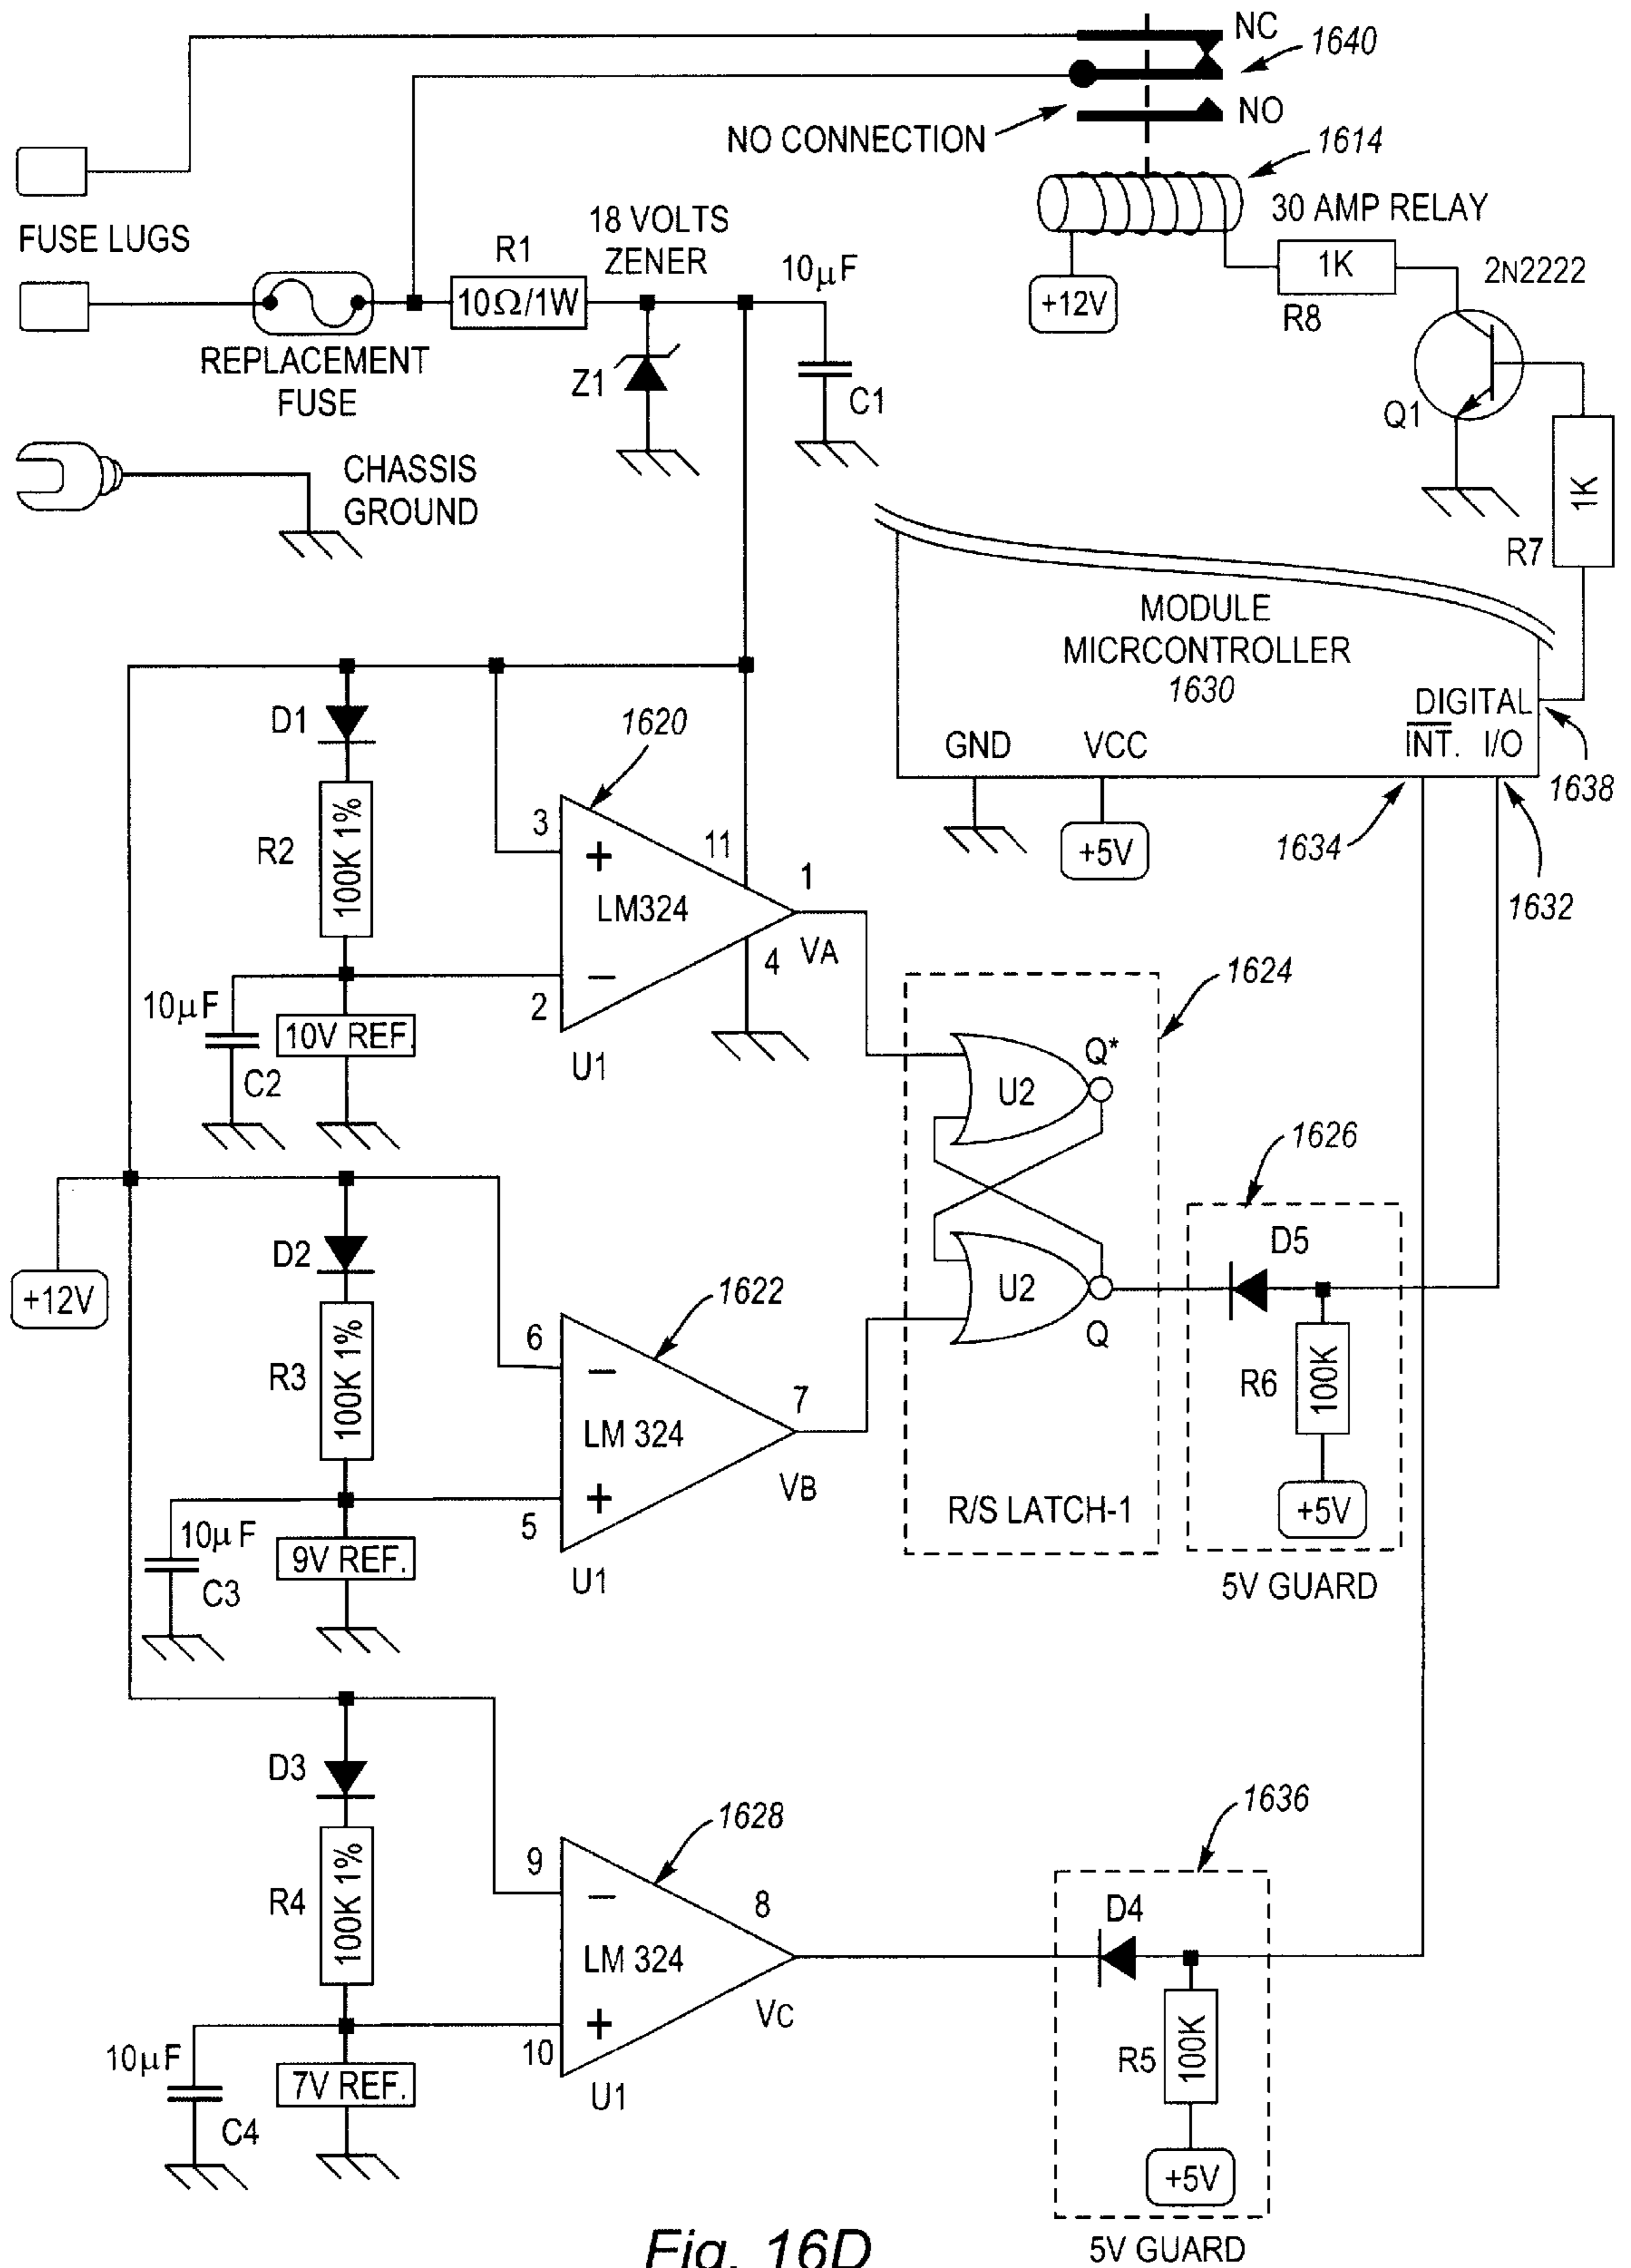 NC
1640
NO
NO CONNECTION
1614
30 AMP RELAY
FUSE LUGS
18 VOLTS
ZENER
R1
10Ω/1W
10μF
+12V
1K
R8
2N2222
REPLACEMENT
FUSE
Z1
C1
Q1
CHASSIS
GROUND
1K
R7
MODULE
MICRCONTROLLER
1630
DIGITAL
GND
VCC
INT.
I/O
1638
+5V
1634
1632
D1
1620
R2
100K 1%
3
+
11
1
LM324
VA
4
−
2
U1
10μF
10V REF.
C2
1624
Q*
U2
1626
D5
+12V
D2
1622
U2
Q
R3
100K 1%
6
−
7
LM 324
VB
+
5
R6
100K
+5V
R/S LATCH-1
10μF
9V REF.
C3
U1
5V GUARD
D3
1628
1636
R4
100K 1%
9
−
8
LM 324
VC
+
10
D4
10μF
7V REF.
C4
U1
R5
100K
+5V
Fig. 16D
5V GUARD